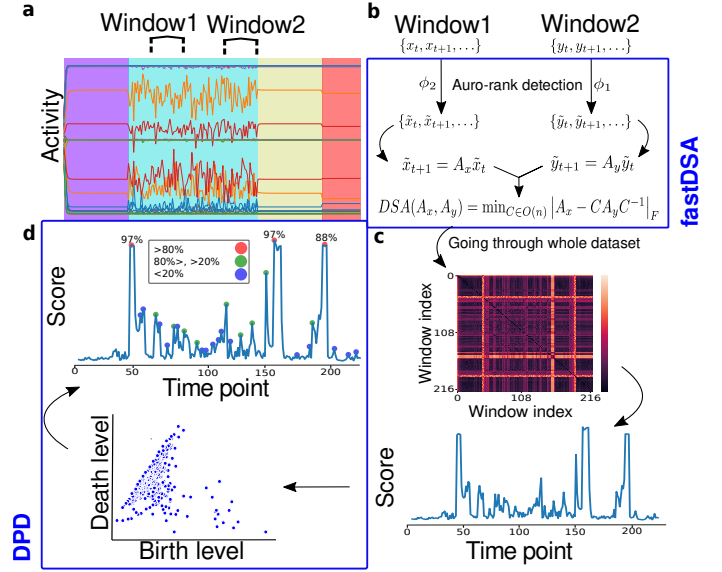 a
Window1
Window2
Activity
b
Window1
Window2
{x_t, x_{t+1}, ...}
{y_t, y_{t+1}, ...}
ϕ_2
Auro-rank detection
ϕ_1
{x̃_t, x̃_{t+1}, ...}
{ỹ_t, ỹ_{t+1}, ...}
x̃_{t+1} = A_x x̃_t
ỹ_{t+1} = A_y ỹ_t
DSA(A_x, A_y) = min_{C∈O(n)} |A_x − CA_yC^{−1}|_F
fastDSA
c
Going through whole dataset
Window index
0
108
216
0
108
216
Window index
Score
0
50
100
150
200
Time point
d
Score
97%
97%
88%
>80%
80%>, >20%
<20%
0
50
100
150
200
Time point
Death level
Birth level
DPD